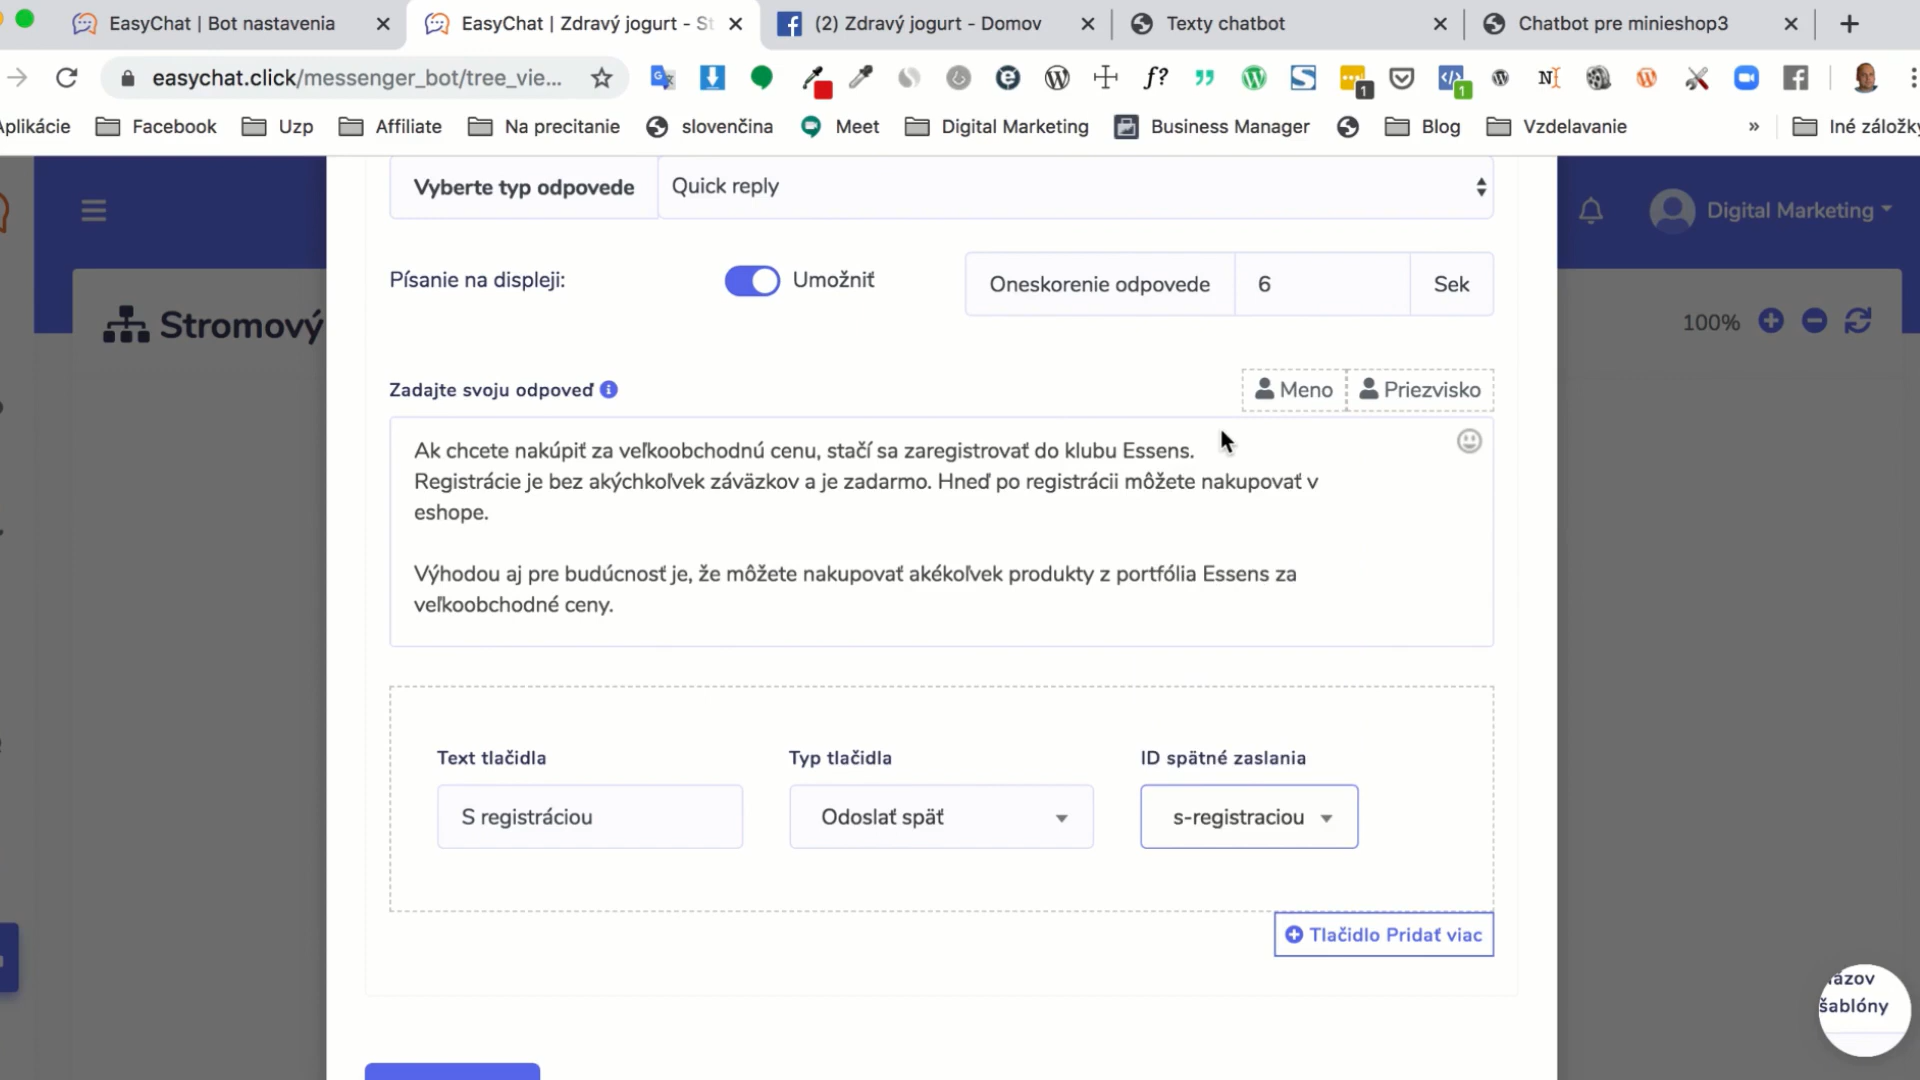 EasyChat | Bot nastavenia
EasyChat | Zdravý jogurt - St
(2) Zdravý jogurt - Domov
Texty chatbot
Chatbot pre minieshop3
easychat.click/messenger_bot/tree_vie...
Aplikácie
Facebook
Uzp
Affiliate
Na precitanie
slovenčina
Meet
Digital Marketing
Business Manager
Blog
Vzdelavanie
»
Iné záložky
Vyberte typ odpovede
Quick reply
Digital Marketing
Písanie na displeji:
Umožniť
Oneskorenie odpovede
6
Sek
Stromový
100%
Zadajte svoju odpoveď
Meno
Priezvisko
Ak chcete nakúpiť za veľkoobchodnú cenu, stačí sa zaregistrovať do klubu Essens.
Registrácie je bez akýchkoľvek záväzkov a je zadarmo. Hneď po registrácii môžete nakupovať v
eshope.
Výhodou aj pre budúcnosť je, že môžete nakupovať akékoľvek produkty z portfólia Essens za
veľkoobchodné ceny.
Text tlačidla
Typ tlačidla
ID spätné zaslania
S registráciou
Odoslať späť
s-registraciou
Tlačidlo Pridať viac
ázov
šablóny